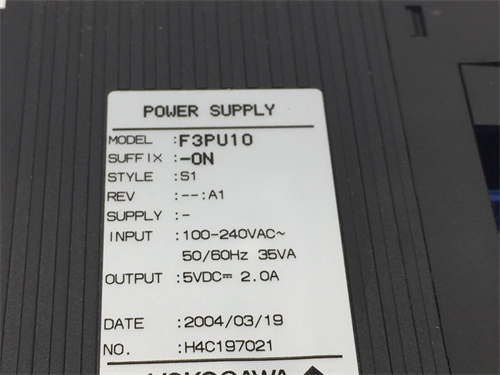 POWER SUPPLY
MODEL :F3PU10
SUFFIX :-0N
STYLE :S1
REV :--:A1
SUPPLY :-
INPUT :100-240VAC~
50/60Hz 35VA
OUTPUT :5VDC⎓ 2.0A
DATE :2004/03/19
NO. :H4C197021
YOKOGAWA